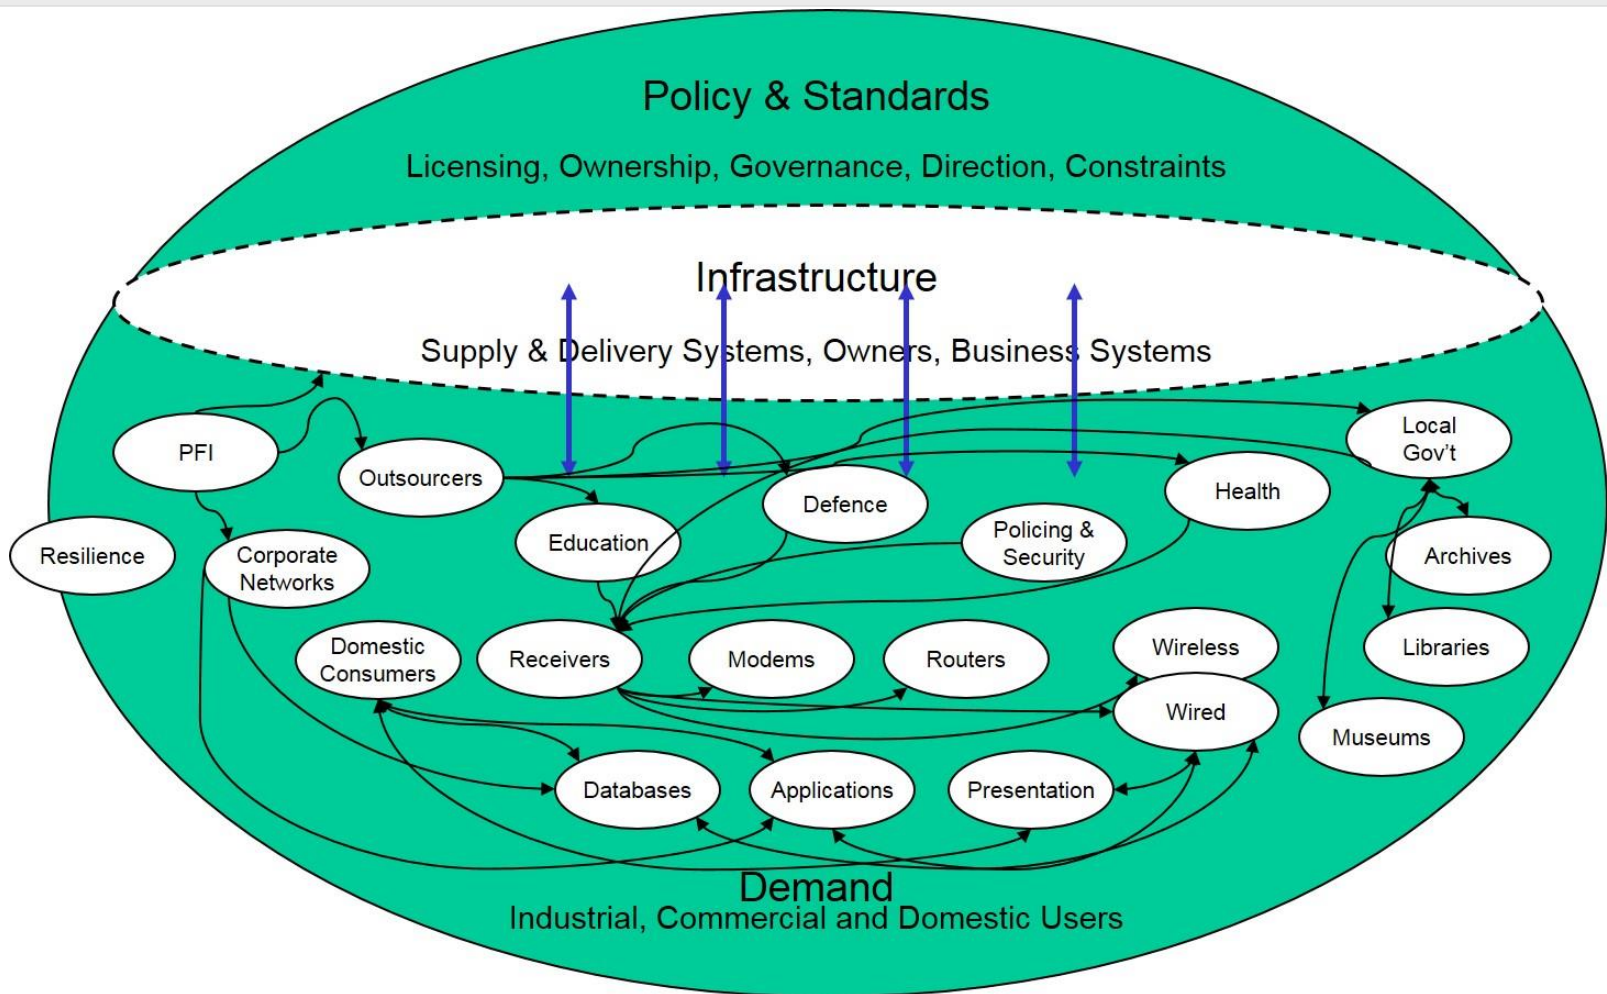 Policy & Standards
Licensing, Ownership, Governance, Direction, Constraints
Infrastructure
Supply & Delivery Systems, Owners, Business Systems
PFI
Outsourcers
Local
Gov't
Defence
Health
Education
Policing &
Security
Resilience
Corporate
Networks
Archives
Domestic
Consumers
Receivers
Modems
Routers
Wireless
Libraries
Wired
Museums
Databases
Applications
Presentation
Demand
Industrial, Commercial and Domestic Users